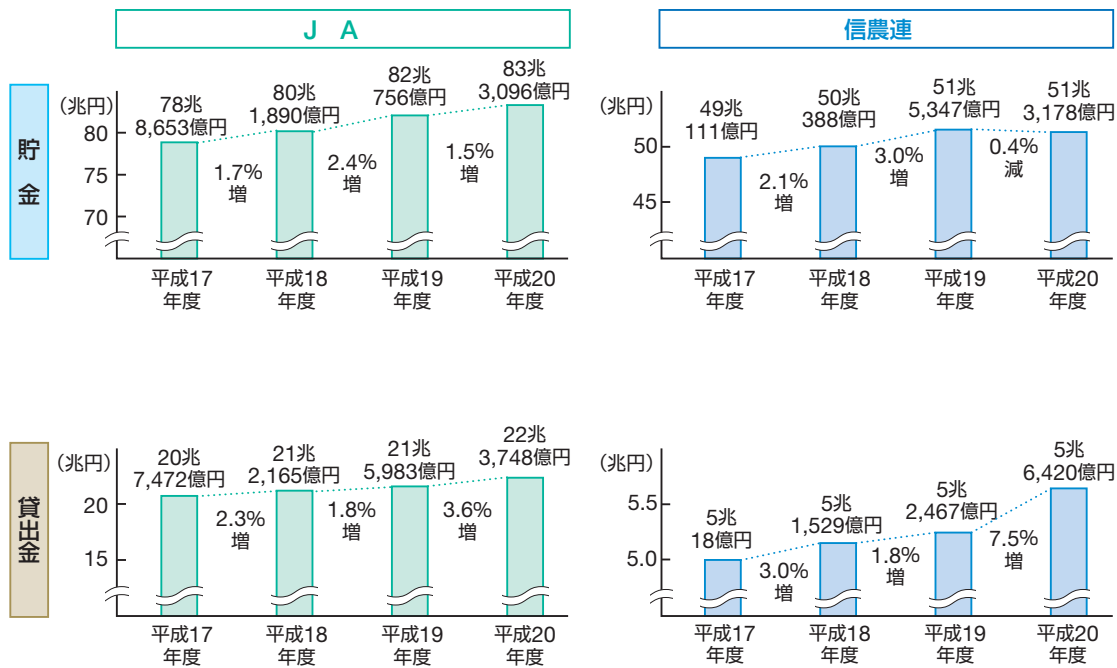 J A
信農連
貯金
（兆円）
80
75
70
78兆
8,653億円
80兆
1,890億円
82兆
756億円
83兆
3,096億円
1.7%
増
2.4%
増
1.5%
増
平成17
年度
平成18
年度
平成19
年度
平成20
年度
（兆円）
50
45
49兆
111億円
50兆
388億円
51兆
5,347億円
51兆
3,178億円
2.1%
増
3.0%
増
0.4%
減
平成17
年度
平成18
年度
平成19
年度
平成20
年度
貸出金
（兆円）
20
15
20兆
7,472億円
21兆
2,165億円
21兆
5,983億円
22兆
3,748億円
2.3%
増
1.8%
増
3.6%
増
平成17
年度
平成18
年度
平成19
年度
平成20
年度
（兆円）
5.5
5.0
5兆
18億円
5兆
1,529億円
5兆
2,467億円
5兆
6,420億円
3.0%
増
1.8%
増
7.5%
増
平成17
年度
平成18
年度
平成19
年度
平成20
年度